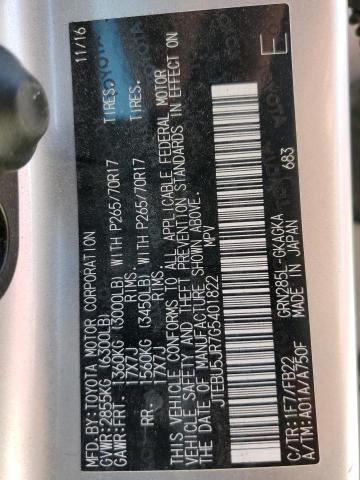 MFD.BY:TOYOTA MOTOR CORPORATION 11/16
GVWR:2855KG (6300LB)
GAWR:FRT. 1360KG (3000LB) WITH P265/70R17 TIRES.
17X7J RIMS.
RR. 1560KG (3450LB) WITH P265/70R17 TIRES.
17X7J RIMS.
THIS VEHICLE CONFORMS TO ALL APPLICABLE FEDERAL MOTOR
VEHICLE SAFETY AND THEFT PREVENTION STANDARDS IN EFFECT ON
THE DATE OF MANUFACTURE SHOWN ABOVE.
JTEBU5JR7G5401822 MPV
E
C/TR:1F7/FB22 GRN285L-GKAGKA
A/TM:A01A/A750F MADE IN JAPAN 683